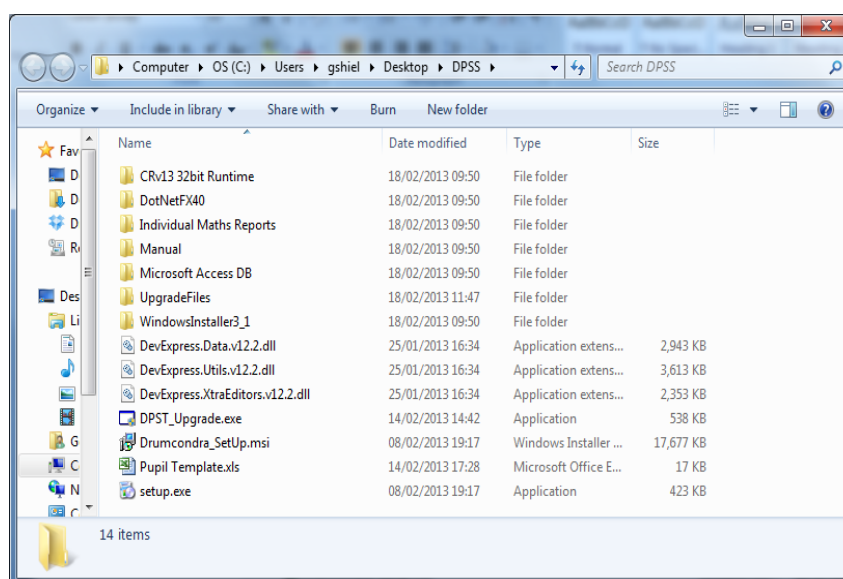 Computer ▸ OS (C:) ▸ Users ▸ gshiel ▸ Desktop ▸ DPSS ▸ Search DPSS
Organize Include in library Share with Burn New folder
Name Date modified Type Size
CRv13 32bit Runtime 18/02/2013 09:50 File folder
DotNetFX40 18/02/2013 09:50 File folder
Individual Maths Reports 18/02/2013 09:50 File folder
Manual 18/02/2013 09:50 File folder
Microsoft Access DB 18/02/2013 09:50 File folder
UpgradeFiles 18/02/2013 11:47 File folder
WindowsInstaller3_1 18/02/2013 09:50 File folder
DevExpress.Data.v12.2.dll 25/01/2013 16:34 Application extens... 2,943 KB
DevExpress.Utils.v12.2.dll 25/01/2013 16:34 Application extens... 3,613 KB
DevExpress.XtraEditors.v12.2.dll 25/01/2013 16:34 Application extens... 2,353 KB
DPST_Upgrade.exe 14/02/2013 14:42 Application 538 KB
Drumcondra_SetUp.msi 08/02/2013 19:17 Windows Installer ... 17,677 KB
Pupil Template.xls 14/02/2013 17:28 Microsoft Office E... 17 KB
setup.exe 08/02/2013 19:17 Application 423 KB
Fav
D
D
D
R
Des
Li
G
C
N
C
14 items